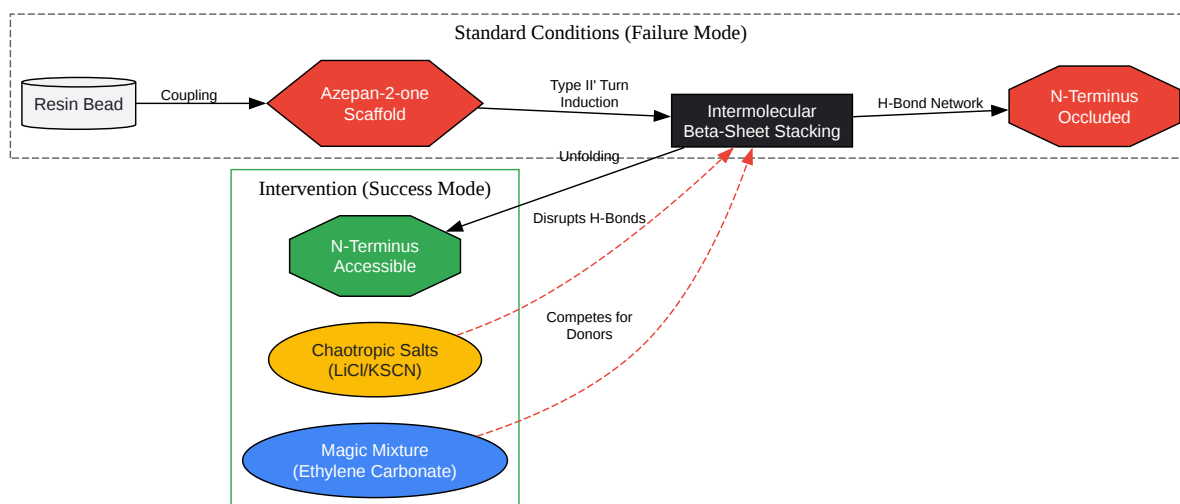 Standard Conditions (Failure Mode)
Resin Bead
Coupling
Azepan-2-one
Scaffold
Type II' Turn
Induction
Intermolecular
Beta-Sheet Stacking
H-Bond Network
N-Terminus
Occluded
Unfolding
Intervention (Success Mode)
N-Terminus
Accessible
Disrupts H-Bonds
Competes for
Donors
Chaotropic Salts
(LiCl/KSCN)
Magic Mixture
(Ethylene Carbonate)